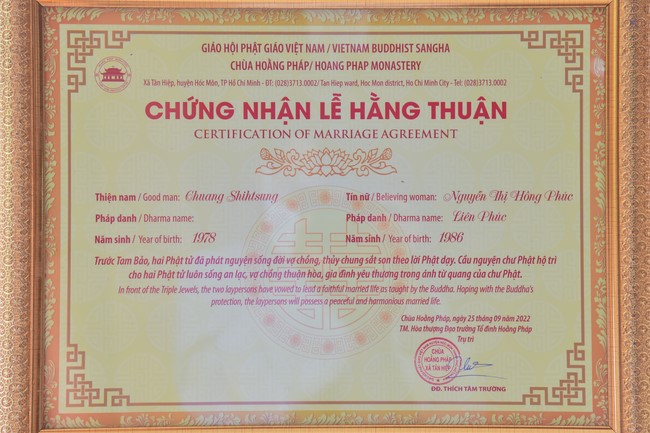 GIÁO HỘI PHẬT GIÁO VIỆT NAM / VIETNAM BUDDHIST SANGHA
CHÙA HOẰNG PHÁP/ HOANG PHAP MONASTERY
Xã Tân Hiệp, huyện Hóc Môn, TP Hồ Chí Minh - ĐT: (028)3713.0002/ Tan Hiep ward, Hoc Mon district, Ho Chi Minh City - Tel: (028)3713.0002
CHỨNG NHẬN LỄ HẰNG THUẬN
CERTIFICATION OF MARRIAGE AGREEMENT
Thiện nam / Good man: Chuang Shihtsung
Tín nữ / Believing woman: Nguyễn Thị Hồng Phúc
Pháp danh / Dharma name:
Pháp danh / Dharma name: Liên Phúc
Năm sinh / Year of birth: 1978
Năm sinh / Year of birth: 1986
Trước Tam Bảo, hai Phật tử đã phát nguyện sống đời vợ chồng, thủy chung sắt son theo lời Phật dạy. Cầu nguyện chư Phật hộ trì
cho hai Phật tử luôn sống an lạc, vợ chồng thuận hòa, gia đình yêu thương trong ánh từ quang của chư Phật.
In front of the Triple Jewels, the two laypersons have vowed to lead a faithful married life as taught by the Buddha. Hoping with the Buddha's
protection, the laypersons will possess a peaceful and harmonious married life.
Chùa Hoằng Pháp, ngày 25 tháng 09 năm 2022
TM. Hòa thượng Đạo trưởng Tổ đình Hoằng Pháp
Trụ trì
CHÙA
HOẰNG PHÁP
XÃ TÂN HIỆP
ĐĐ. THÍCH TÂM TRƯỜNG